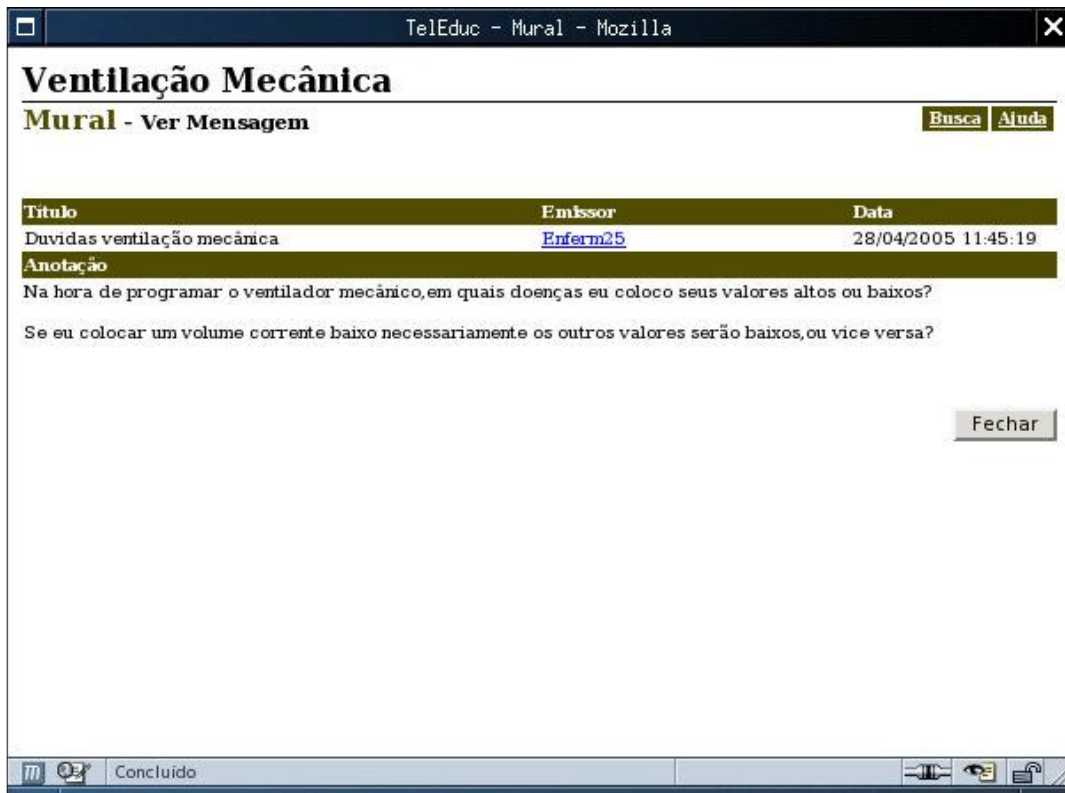 TelEduc - Mural - Mozilla
Ventilação Mecânica
Mural - Ver Mensagem
Busca Ajuda
Título Emissor Data
Duvidas ventilação mecânica Enferm25 28/04/2005 11:45:19
Anotação
Na hora de programar o ventilador mecânico,em quais doenças eu coloco seus valores altos ou baixos?
Se eu colocar um volume corrente baixo necessariamente os outros valores serão baixos,ou vice versa?
Fechar
Concluído